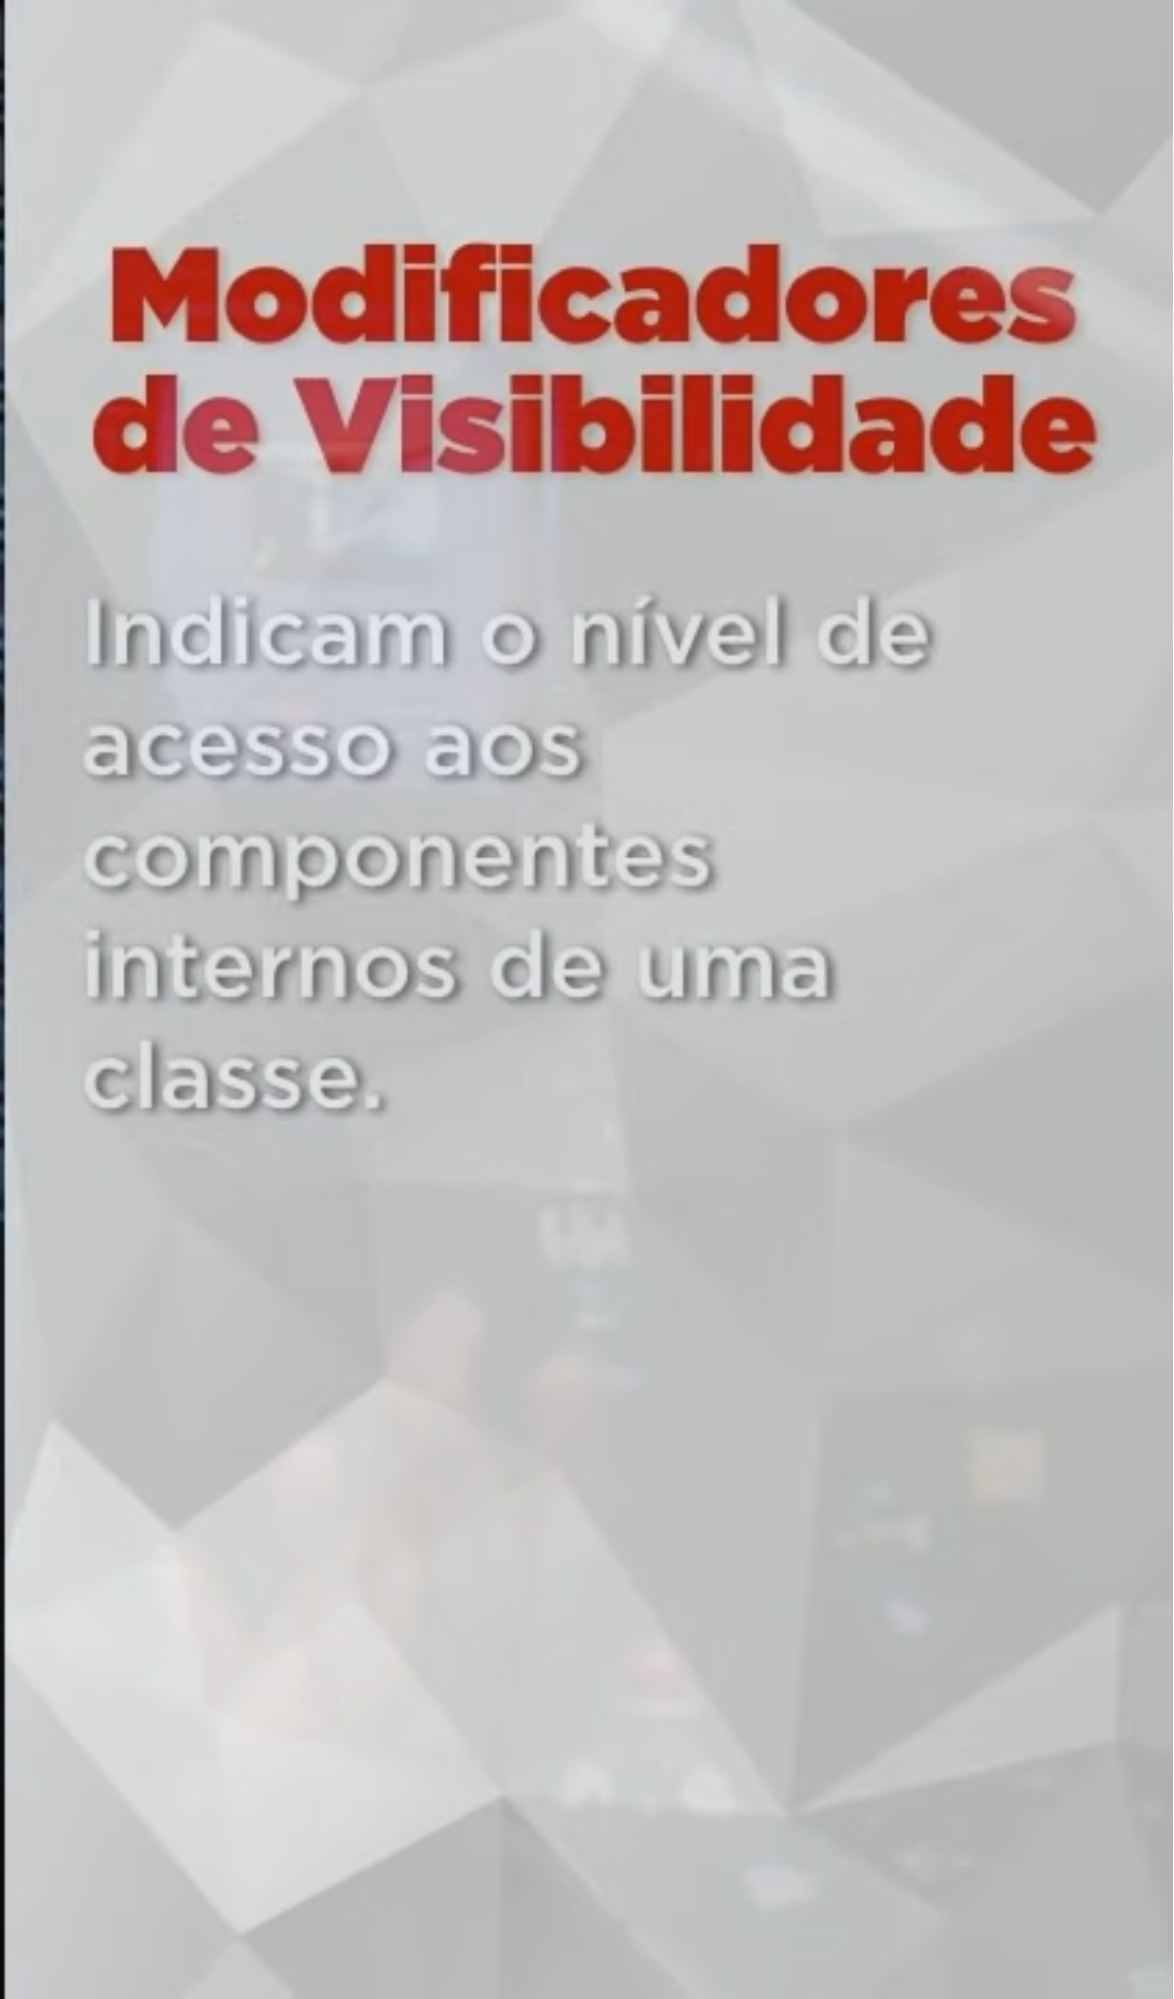 Modificadores
de Visibilidade
Indicam o nível de
acesso aos
componentes
internos de uma
classe.